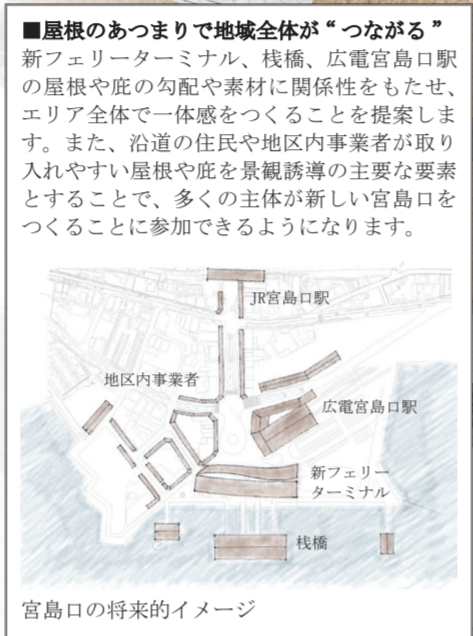 ■屋根のあつまりで地域全体が“つながる”
新フェリーターミナル、桟橋、広電宮島口駅
の屋根や庇の勾配や素材に関係性をもたせ、
エリア全体で一体感をつくることを提案しま
す。また、沿道の住民や地区内事業者が取り
入れやすい屋根や庇を景観誘導の主要な要素
とすることで、多くの主体が新しい宮島口を
つくることに参加できるようになります。
JR宮島口駅
地区内事業者
広電宮島口駅
新フェリー
ターミナル
桟橋
宮島口の将来的イメージ